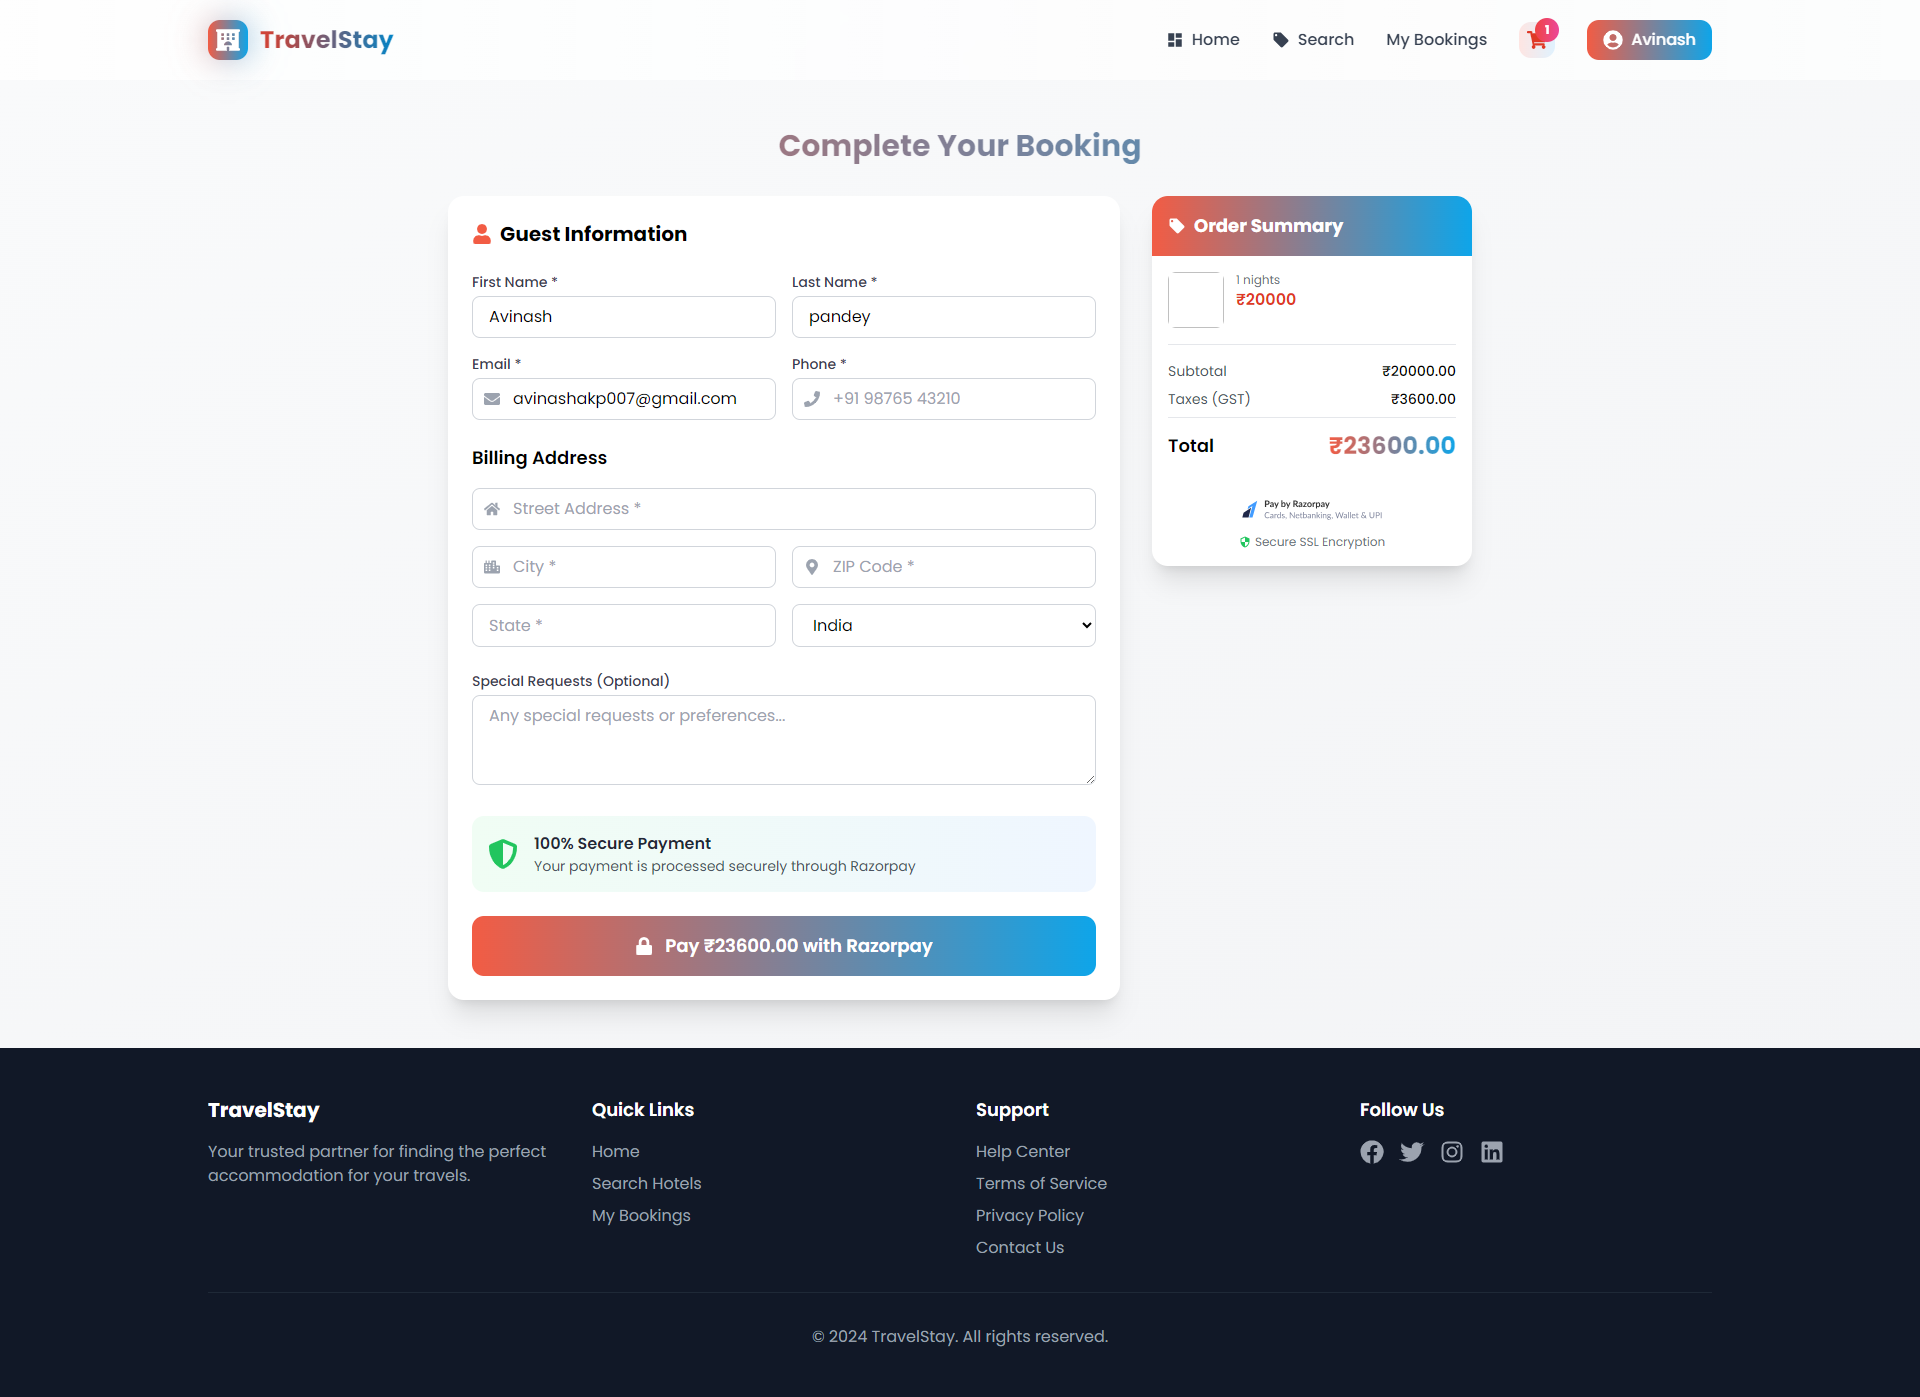 TravelStay
Home
Search
My Bookings
1
Avinash
Complete Your Booking
Guest Information
First Name *
Last Name *
Avinash
pandey
Email *
Phone *
avinashakp007@gmail.com
+91 98765 43210
Billing Address
Street Address *
City *
ZIP Code *
State *
India
Special Requests (Optional)
Any special requests or preferences...
100% Secure Payment
Your payment is processed securely through Razorpay
Pay ₹23600.00 with Razorpay
Order Summary
1 nights
₹20000
Subtotal
₹20000.00
Taxes (GST)
₹3600.00
Total
₹23600.00
Pay by Razorpay
Cards, Netbanking, Wallet & UPI
Secure SSL Encryption
TravelStay
Your trusted partner for finding the perfect
accommodation for your travels.
Quick Links
Home
Search Hotels
My Bookings
Support
Help Center
Terms of Service
Privacy Policy
Contact Us
Follow Us
© 2024 TravelStay. All rights reserved.